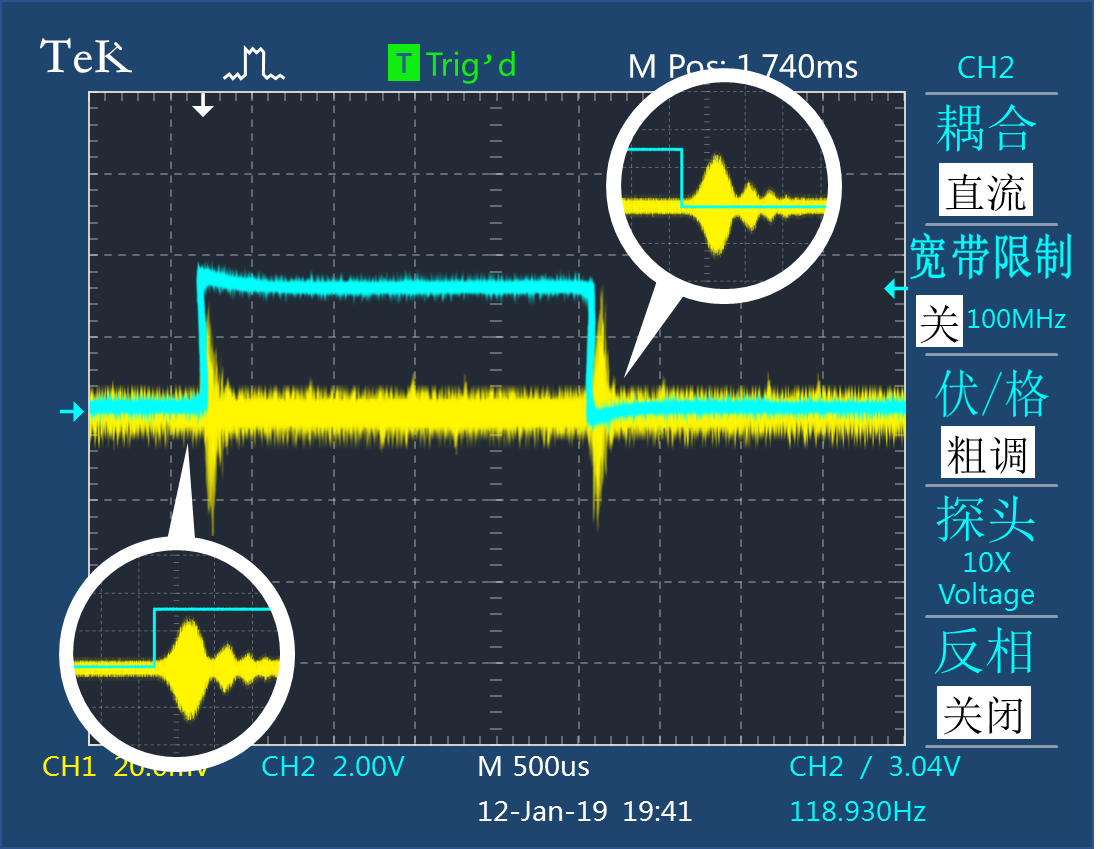 TeK
T Trig'd
M Pos: 1.740ms
CH2
耦合
直流
宽带限制
关 100MHz
伏/格
粗调
探头
10X
Voltage
反相
关闭
CH1 20.0mV
CH2 2.00V
M 500us
CH2 / 3.04V
12-Jan-19 19:41
118.930Hz